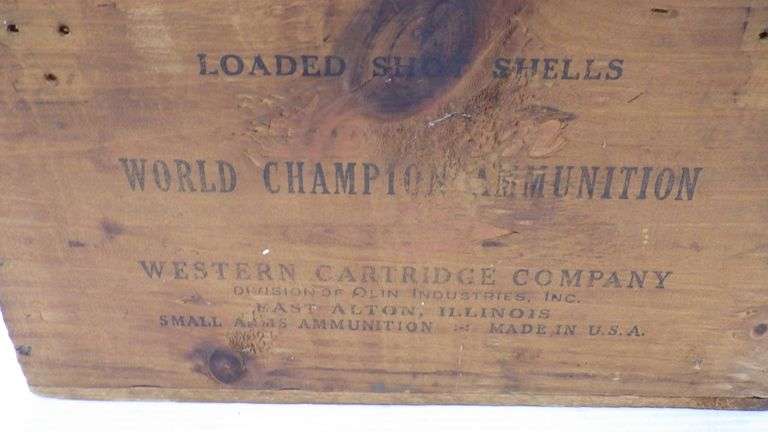 LOADED SHOT SHELLS
WORLD CHAMPION AMMUNITION
WESTERN CARTRIDGE COMPANY
DIVISION OF OLIN INDUSTRIES, INC.
EAST ALTON, ILLINOIS
SMALL ARMS AMMUNITION :-: MADE IN U.S.A.